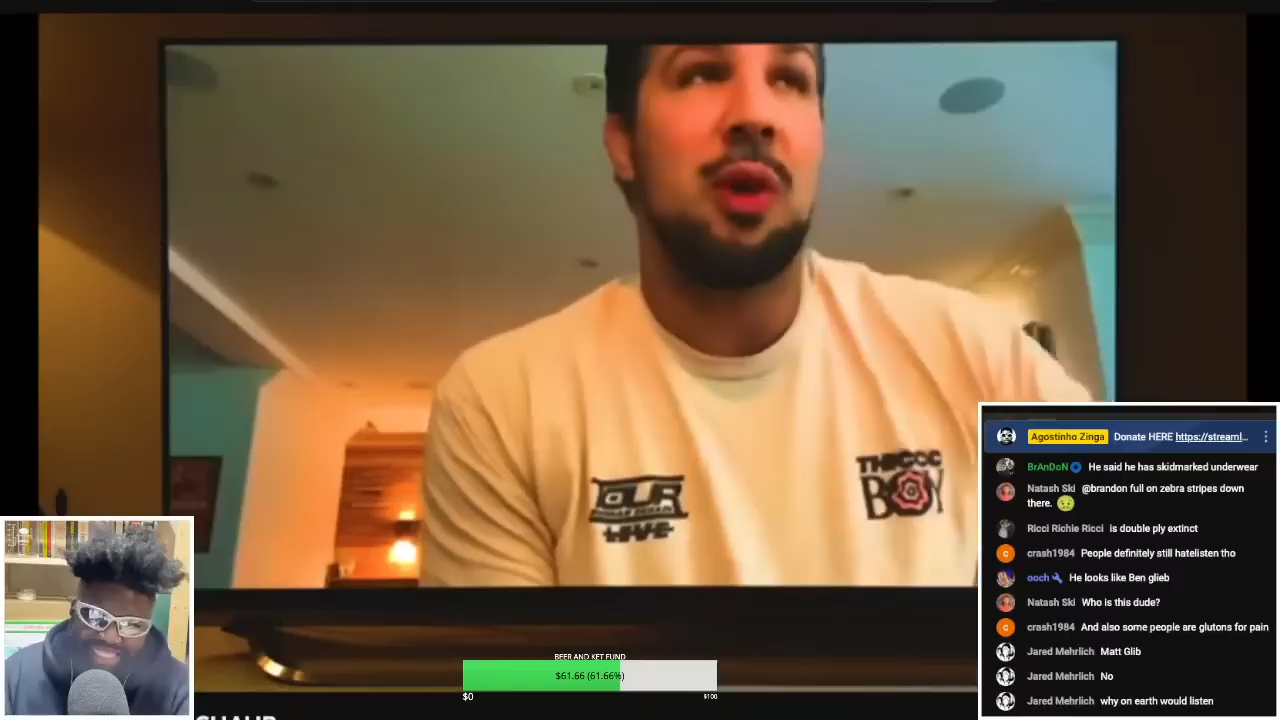 THICCC
BOY
Agostinho Zinga Donate HERE https://streaml...
BrAnDoN He said he has skidmarked underwear
Natash Ski @brandon full on zebra stripes down
there.
Ricci Richie Ricci is double ply extinct
crash1984 People definitely still hatelisten tho
ooch He looks like Ben glieb
Natash Ski Who is this dude?
crash1984 And also some people are glutons for pain
Jared Mehrlich Matt Glib
Jared Mehrlich No
Jared Mehrlich why on earth would listen
BEER AND KET FUND
$61.66 (61.66%)
$0
$100